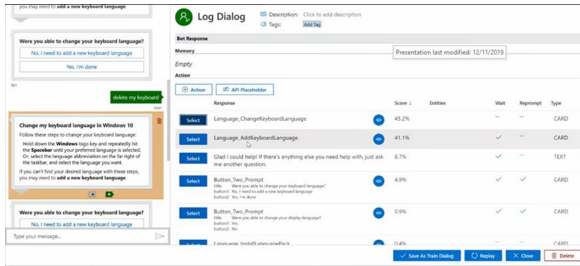 you may need to add a new keyboard language
Were you able to change your keyboard language?
No, I need to add a new keyboard language
Yes, I'm done
Bot
delete my keyboard
User
Change my keyboard language in Windows 10
Follow these steps to change your keyboard language:
Hold down the Windows logo key and repeatedly hit
the Spacebar until your preferred language is selected.
Or, select the language abbreviation on the far right of
the taskbar, and select the language you want.
If you can't find your desired language with these steps,
you may need to add a new keyboard language
Were you able to change your keyboard language?
No, I need to add a new keyboard language
Type your message...
Log Dialog
Description: Click to add description
Tags: Add Tag
Bot Response
Memory
Presentation last modified: 12/11/2019
Empty
Action
Action
API Placeholder
Response Score Entities Wait Reprompt Type
Select Language_ChangeKeyboardLanguage 45.2% CARD
Select Language_AddKeyboardLanguage 41.1% CARD
Select Glad I could help! If there's anything else you need help with, just ask 6.7% TEXT
me another question.
Select Button_Two_Prompt 4.9% CARD
title: Were you able to change your keyboard language?
button1: No, I need to add a new keyboard language
button2: Yes, I'm done
Select Button_Two_Prompt 0.9% CARD
title: Were you able to change your display language?
button1: Yes
button2: No
Select Language_InstallLanguagePack 0.4% CARD
Save As Train Dialog
Replay
Close
Delete